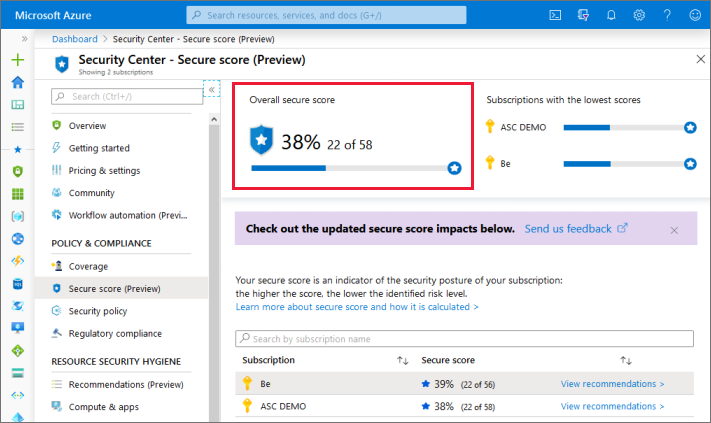 Microsoft Azure
Search resources, services, and docs (G+/)
Dashboard > Security Center - Secure score (Preview)
Security Center - Secure score (Preview)
Showing 2 subscriptions
Search (Ctrl+/)
Overview
Getting started
Pricing & settings
Community
Workflow automation (Previ...
POLICY & COMPLIANCE
Coverage
Secure score (Preview)
Security policy
Regulatory compliance
RESOURCE SECURITY HYGIENE
Recommendations (Preview)
Compute & apps
Overall secure score
38% 22 of 58
Subscriptions with the lowest scores
ASC DEMO
Be
Check out the updated secure score impacts below. Send us feedback
Your secure score is an indicator of the security posture of your subscription:
the higher the score, the lower the identified risk level.
Learn more about secure score and how it is calculated >
Search by subscription name
Subscription Secure score
Be 39% (22 of 56) View recommendations >
ASC DEMO 38% (22 of 58) View recommendations >
SQL